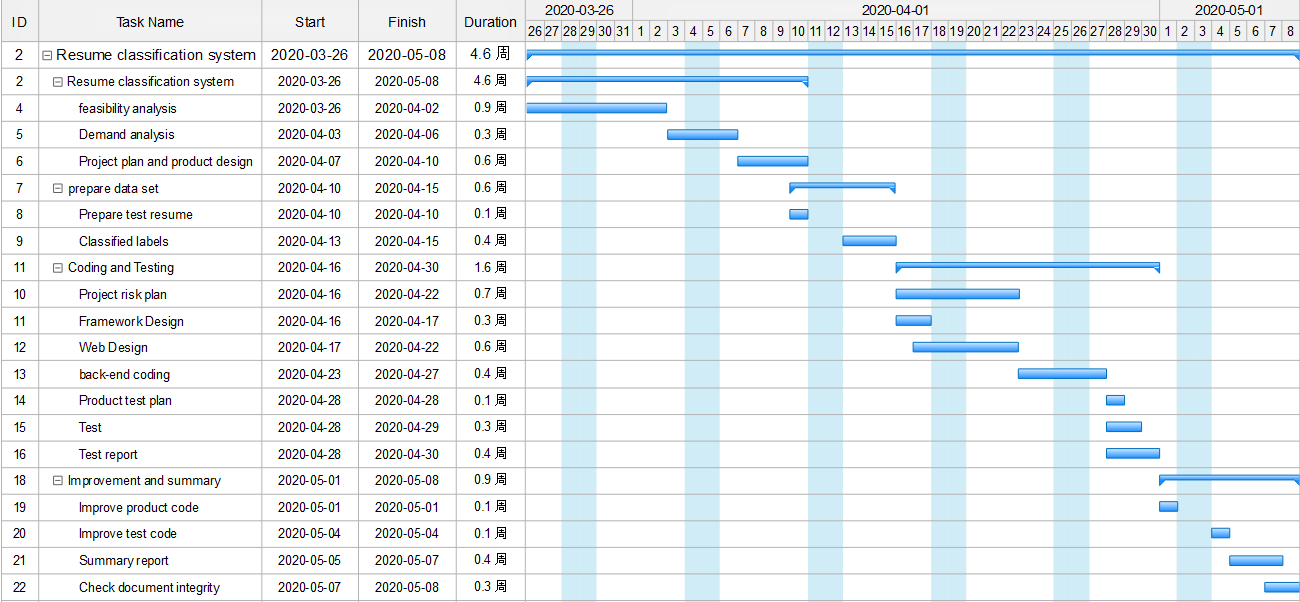 ID Task Name Start Finish Duration 2020-03-26 2020-04-01 2020-05-01
26 27 28 29 30 31 1 2 3 4 5 6 7 8 9 10 11 12 13 14 15 16 17 18 19 20 21 22 23 24 25 26 27 28 29 30 1 2 3 4 5 6 7 8
2 Resume classification system 2020-03-26 2020-05-08 4.6 周
2 Resume classification system 2020-03-26 2020-05-08 4.6 周
4 feasibility analysis 2020-03-26 2020-04-02 0.9 周
5 Demand analysis 2020-04-03 2020-04-06 0.3 周
6 Project plan and product design 2020-04-07 2020-04-10 0.6 周
7 prepare data set 2020-04-10 2020-04-15 0.6 周
8 Prepare test resume 2020-04-10 2020-04-10 0.1 周
9 Classified labels 2020-04-13 2020-04-15 0.4 周
11 Coding and Testing 2020-04-16 2020-04-30 1.6 周
10 Project risk plan 2020-04-16 2020-04-22 0.7 周
11 Framework Design 2020-04-16 2020-04-17 0.3 周
12 Web Design 2020-04-17 2020-04-22 0.6 周
13 back-end coding 2020-04-23 2020-04-27 0.4 周
14 Product test plan 2020-04-28 2020-04-28 0.1 周
15 Test 2020-04-28 2020-04-29 0.3 周
16 Test report 2020-04-28 2020-04-30 0.4 周
18 Improvement and summary 2020-05-01 2020-05-08 0.9 周
19 Improve product code 2020-05-01 2020-05-01 0.1 周
20 Improve test code 2020-05-04 2020-05-04 0.1 周
21 Summary report 2020-05-05 2020-05-07 0.4 周
22 Check document integrity 2020-05-07 2020-05-08 0.3 周